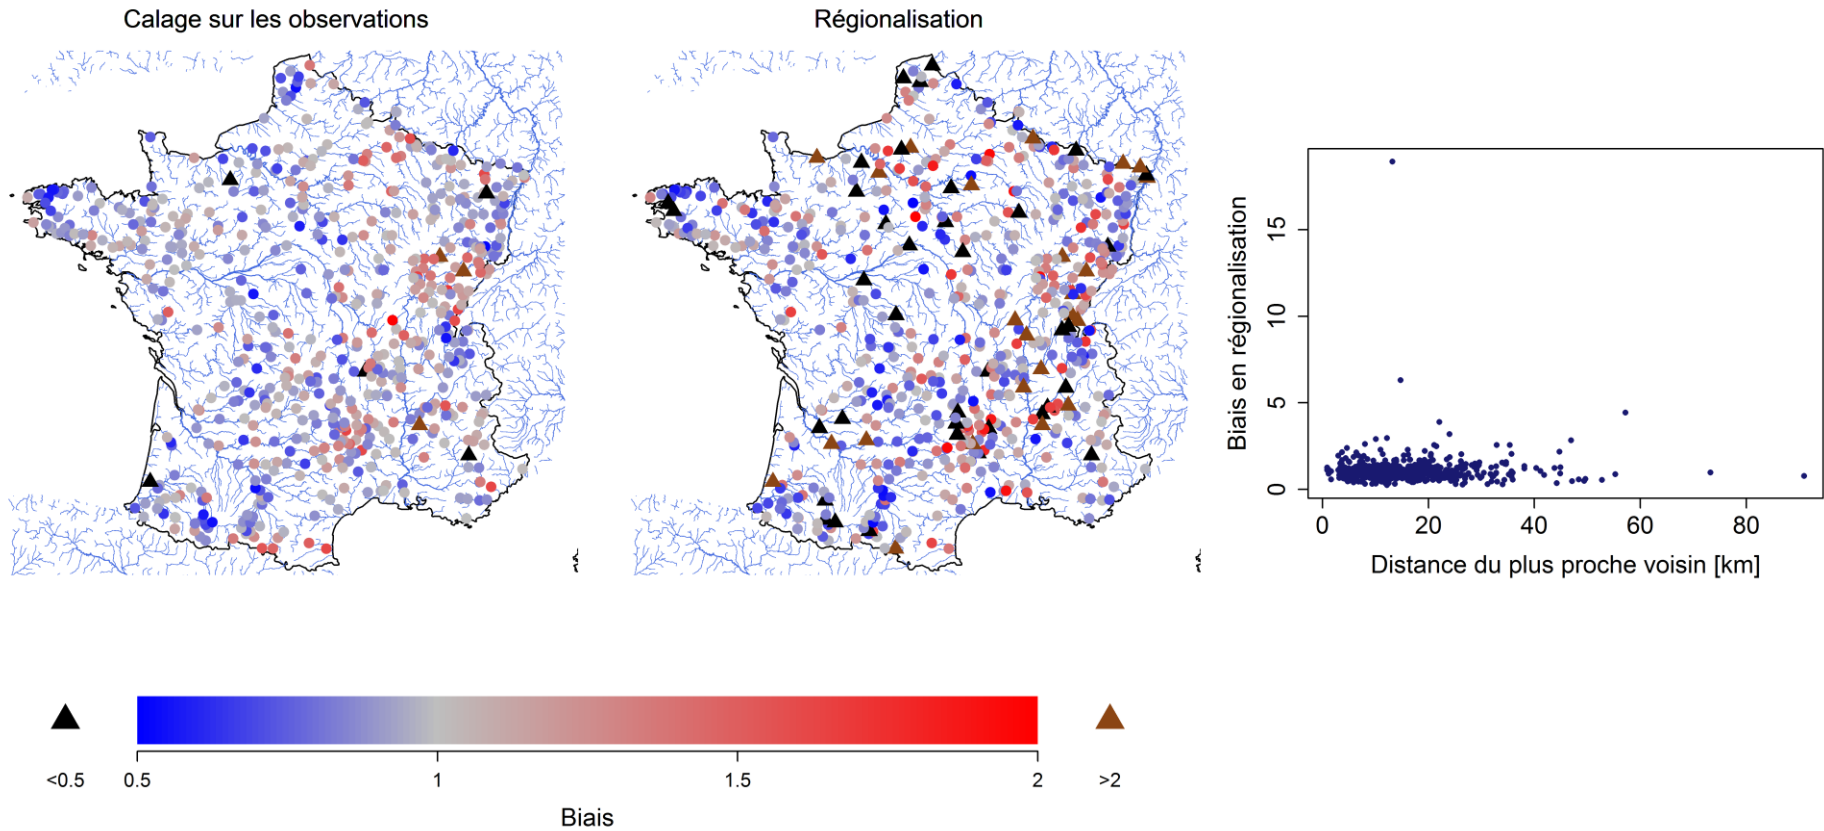 Calage sur les observations
Régionalisation
Biais en régionalisation
0
5
10
15
0 20 40 60 80
Distance du plus proche voisin [km]
<0.5 0.5 1 1.5 2 >2
Biais